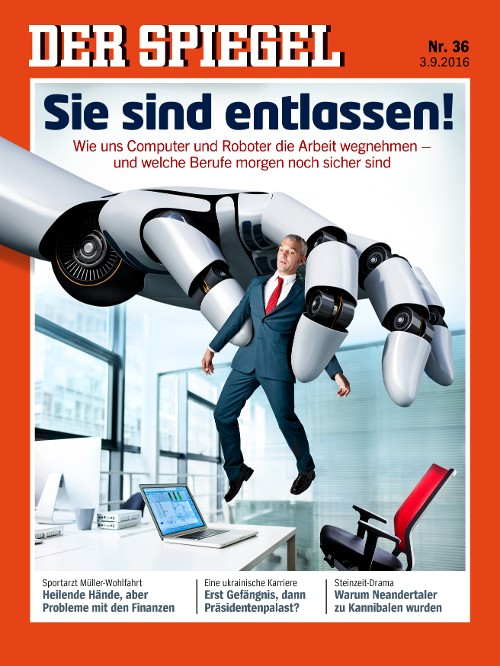 DER SPIEGEL
Nr. 36
3.9.2016
Sie sind entlassen!
Wie uns Computer und Roboter die Arbeit wegnehmen –
und welche Berufe morgen noch sicher sind
Sportarzt Müller-Wohlfahrt
Heilende Hände, aber
Probleme mit den Finanzen
Eine ukrainische Karriere
Erst Gefängnis, dann
Präsidentenpalast?
Steinzeit-Drama
Warum Neandertaler
zu Kannibalen wurden